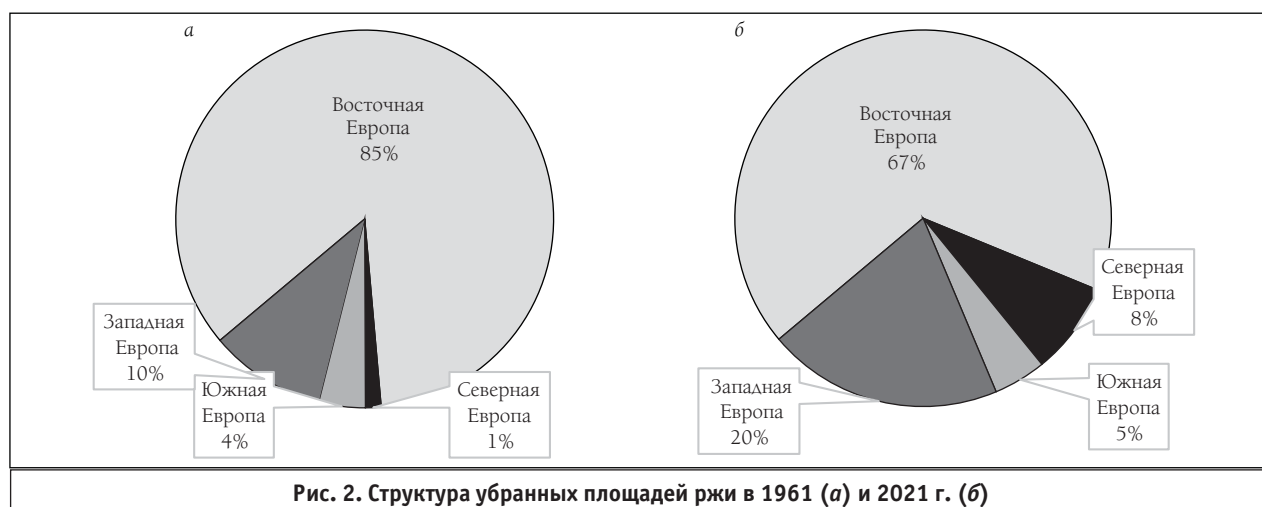 а
Восточная
Европа
85%
Западная
Европа
10%
Южная
Европа
4%
Северная
Европа
1%
б
Восточная
Европа
67%
Северная
Европа
8%
Западная
Европа
20%
Южная
Европа
5%
Рис. 2. Структура убранных площадей ржи в 1961 (а) и 2021 г. (б)